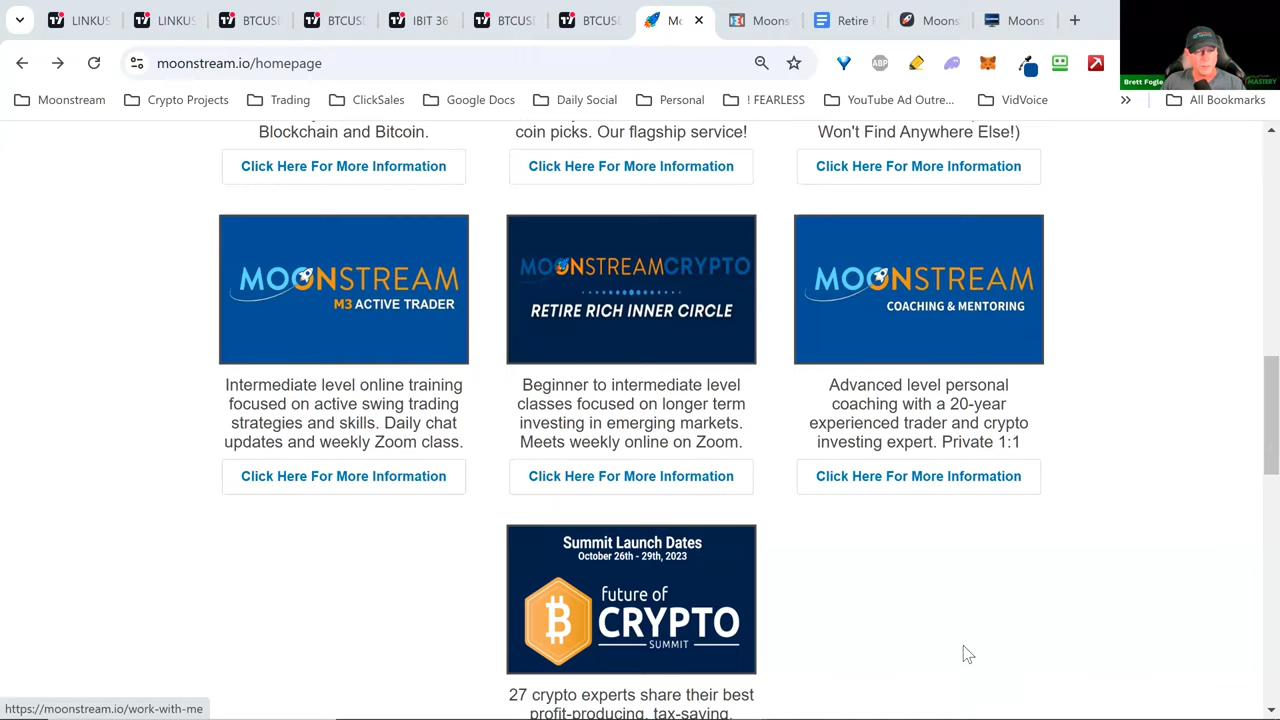 LINKUS
LINKUS
BTCUSD
BTCUSD
IBIT 36
BTCUSD
BTCUSD
Mo
Moons
Retire R
Moons
Moons
moonstream.io/homepage
ABP
Brett Fogle
MASTERY
Moonstream
Crypto Projects
Trading
ClickSales
Google Docs
Daily Social
Personal
! FEARLESS
YouTube Ad Outre...
VidVoice
All Bookmarks
Blockchain and Bitcoin.
coin picks. Our flagship service!
Won't Find Anywhere Else!)
Click Here For More Information
Click Here For More Information
Click Here For More Information
MOONSTREAM
M3 ACTIVE TRADER
MOONSTREAMCRYPTO
RETIRE RICH INNER CIRCLE
MOONSTREAM
COACHING & MENTORING
Intermediate level online training
focused on active swing trading
strategies and skills. Daily chat
updates and weekly Zoom class.
Beginner to intermediate level
classes focused on longer term
investing in emerging markets.
Meets weekly online on Zoom.
Advanced level personal
coaching with a 20-year
experienced trader and crypto
investing expert. Private 1:1
Click Here For More Information
Click Here For More Information
Click Here For More Information
Summit Launch Dates
October 26th - 29th, 2023
future of
CRYPTO
SUMMIT
27 crypto experts share their best
profit-producing, tax-saving,
https://moonstream.io/work-with-me